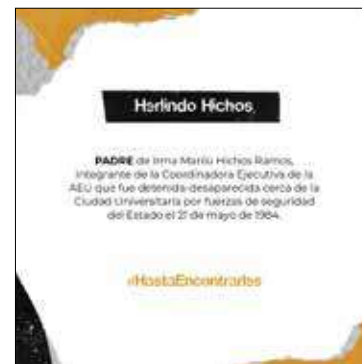 Herlindo Hichos
PADRE de Irma Marilú Hichos Ramos,
integrante de la Coordinadora Ejecutiva de la
AEU que fue detenida-desaparecida cerca de la
Ciudad Universitaria por fuerzas de seguridad
del Estado el 21 de mayo de 1984.
#HastaEncontrarles